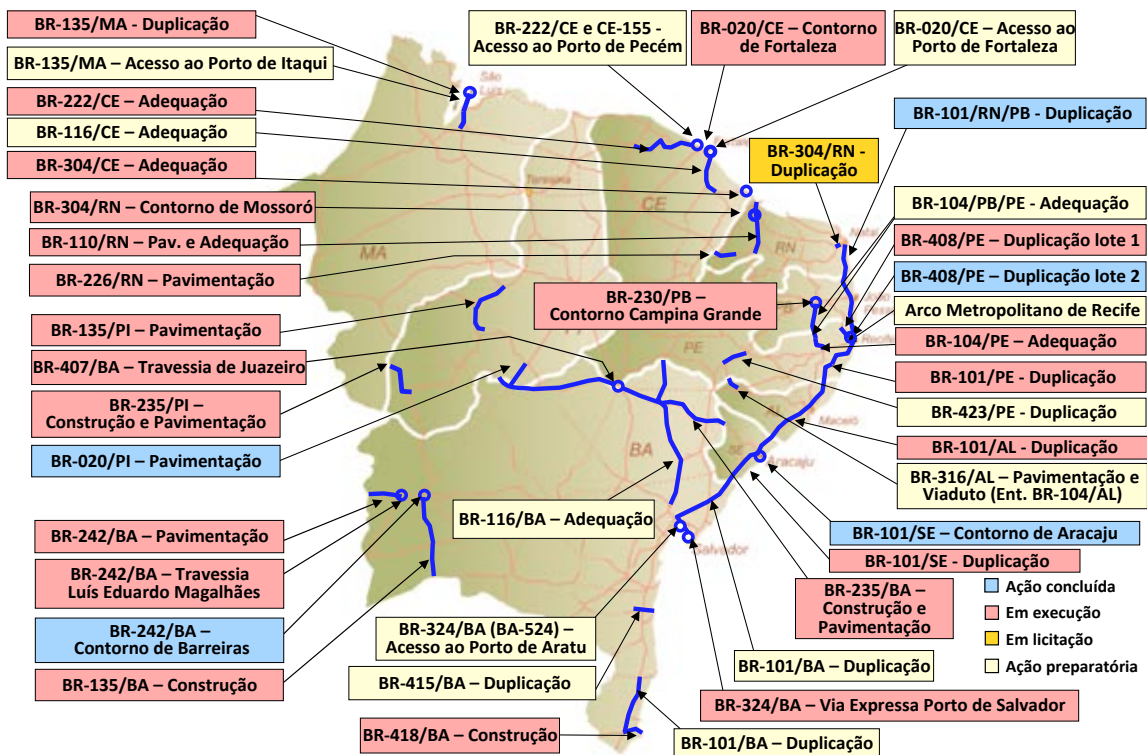 BR-135/MA - Duplicação
BR-135/MA – Acesso ao Porto de Itaqui
BR-222/CE – Adequação
BR-116/CE – Adequação
BR-304/CE – Adequação
BR-304/RN – Contorno de Mossoró
BR-110/RN – Pav. e Adequação
BR-226/RN – Pavimentação
BR-135/PI – Pavimentação
BR-407/BA – Travessia de Juazeiro
BR-235/PI –
Construção e Pavimentação
BR-020/PI – Pavimentação
BR-242/BA – Pavimentação
BR-242/BA – Travessia
Luís Eduardo Magalhães
BR-242/BA –
Contorno de Barreiras
BR-135/BA – Construção
BR-222/CE e CE-155 -
Acesso ao Porto de Pecém
BR-020/CE – Contorno
de Fortaleza
BR-020/CE – Acesso ao
Porto de Fortaleza
BR-101/RN/PB - Duplicação
BR-304/RN -
Duplicação
BR-104/PB/PE - Adequação
BR-408/PE – Duplicação lote 1
BR-408/PE – Duplicação lote 2
Arco Metropolitano de Recife
BR-104/PE – Adequação
BR-101/PE - Duplicação
BR-423/PE – Duplicação
BR-101/AL – Duplicação
BR-316/AL – Pavimentação e
Viaduto (Ent. BR-104/AL)
BR-101/SE – Contorno de Aracaju
BR-101/SE - Duplicação
BR-235/BA –
Construção e
Pavimentação
BR-230/PB –
Contorno Campina Grande
BR-116/BA – Adequação
BR-324/BA (BA-524) –
Acesso ao Porto de Aratu
BR-415/BA – Duplicação
BR-418/BA – Construção
BR-101/BA – Duplicação
BR-324/BA – Via Expressa Porto de Salvador
BR-101/BA – Duplicação
Ação concluída
Em execução
Em licitação
Ação preparatória
São
Luís
Teresina
MA
CE
RN
Natal
João
PE
Recife
AL
Maceió
SE
Aracaju
BA
Salvador